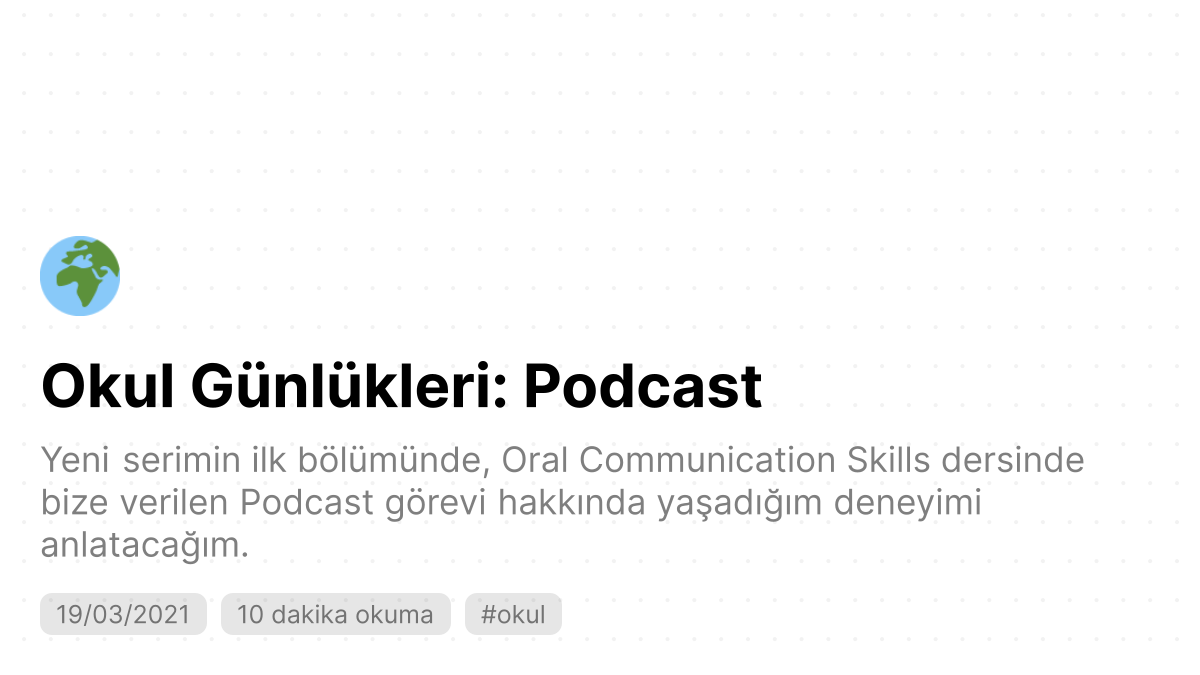 Okul Günlükleri: Podcast
Yeni serimin ilk bölümünde, Oral Communication Skills dersinde
bize verilen Podcast görevi hakkında yaşadığım deneyimi
anlatacağım.
19/03/2021 10 dakika okuma #okul